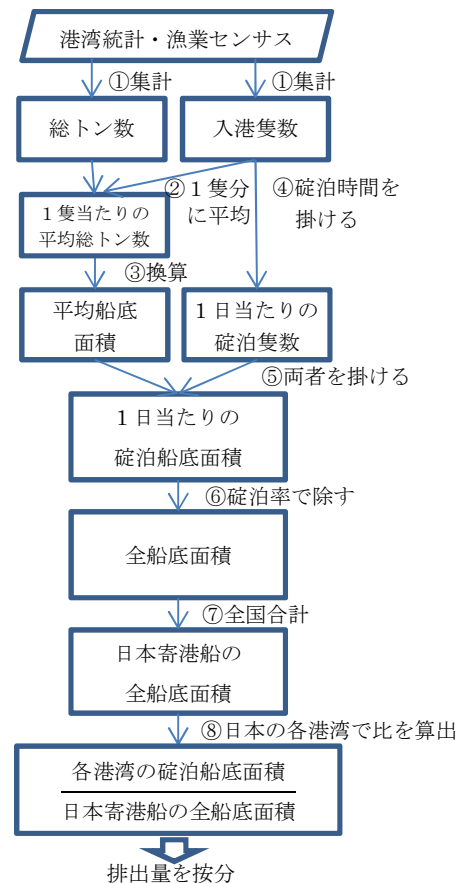 港湾統計・漁業センサス
①集計
①集計
総トン数
入港隻数
②１隻分
に平均
④碇泊時間を
掛ける
１隻当たりの
平均総トン数
③換算
平均船底
面積
１日当たりの
碇泊隻数
⑤両者を掛ける
１日当たりの
碇泊船底面積
⑥碇泊率で除す
全船底面積
⑦全国合計
日本寄港船の
全船底面積
⑧日本の各港湾で比を算出
各港湾の碇泊船底面積
日本寄港船の全船底面積
排出量を按分